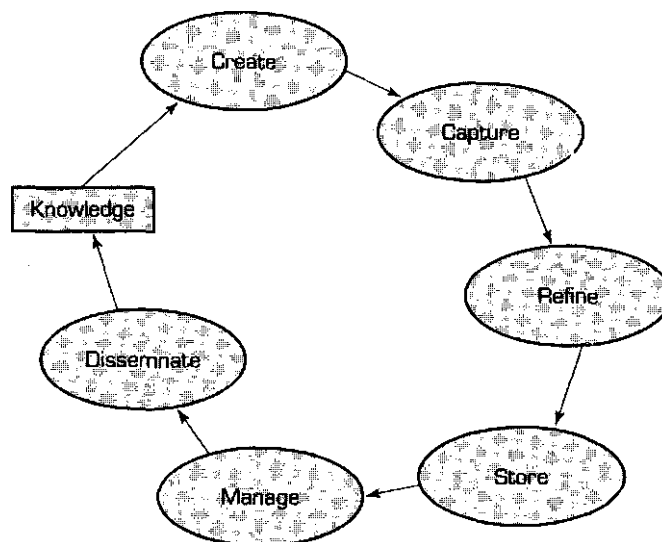 Create
Capture
Knowledge
Refine
Dissemnate
Store
Manage